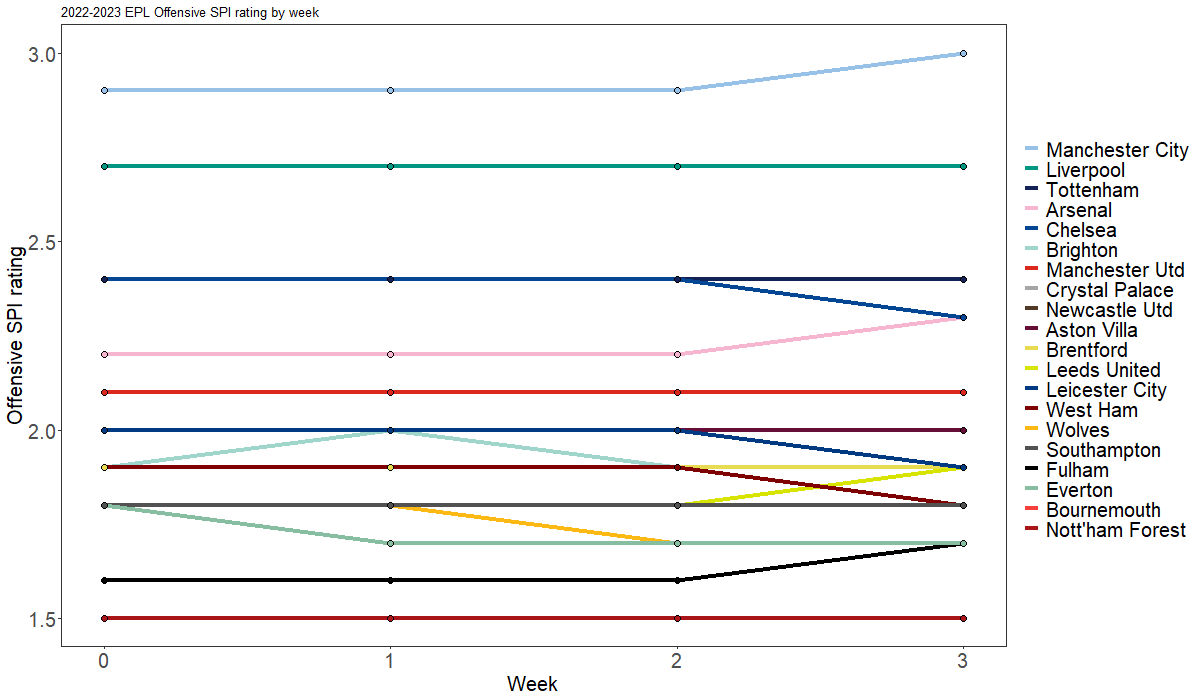 2022-2023 EPL Offensive SPI rating by week
Offensive SPI rating
3.0
2.5
2.0
1.5
0
1
2
3
Week
Manchester City
Liverpool
Tottenham
Arsenal
Chelsea
Brighton
Manchester Utd
Crystal Palace
Newcastle Utd
Aston Villa
Brentford
Leeds United
Leicester City
West Ham
Wolves
Southampton
Fulham
Everton
Bournemouth
Nott'ham Forest